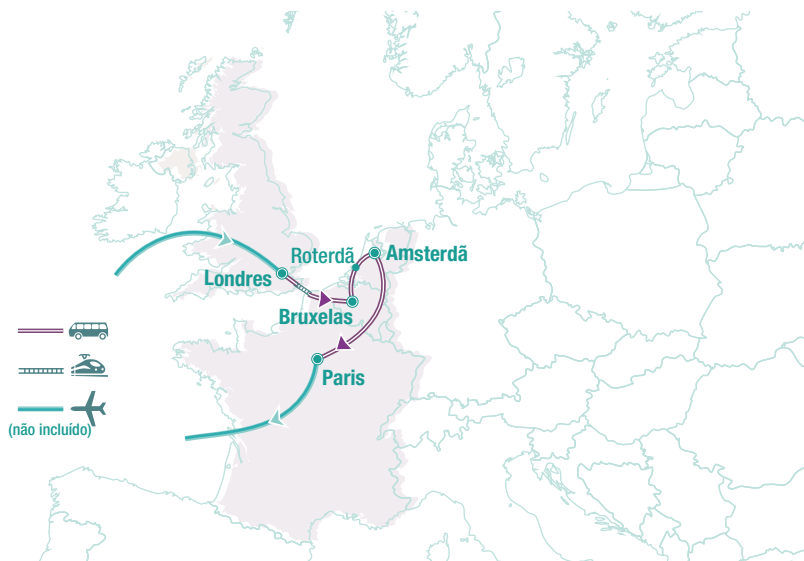 Roterdã
Amsterdã
Londres
Bruxelas
Paris
(não incluído)